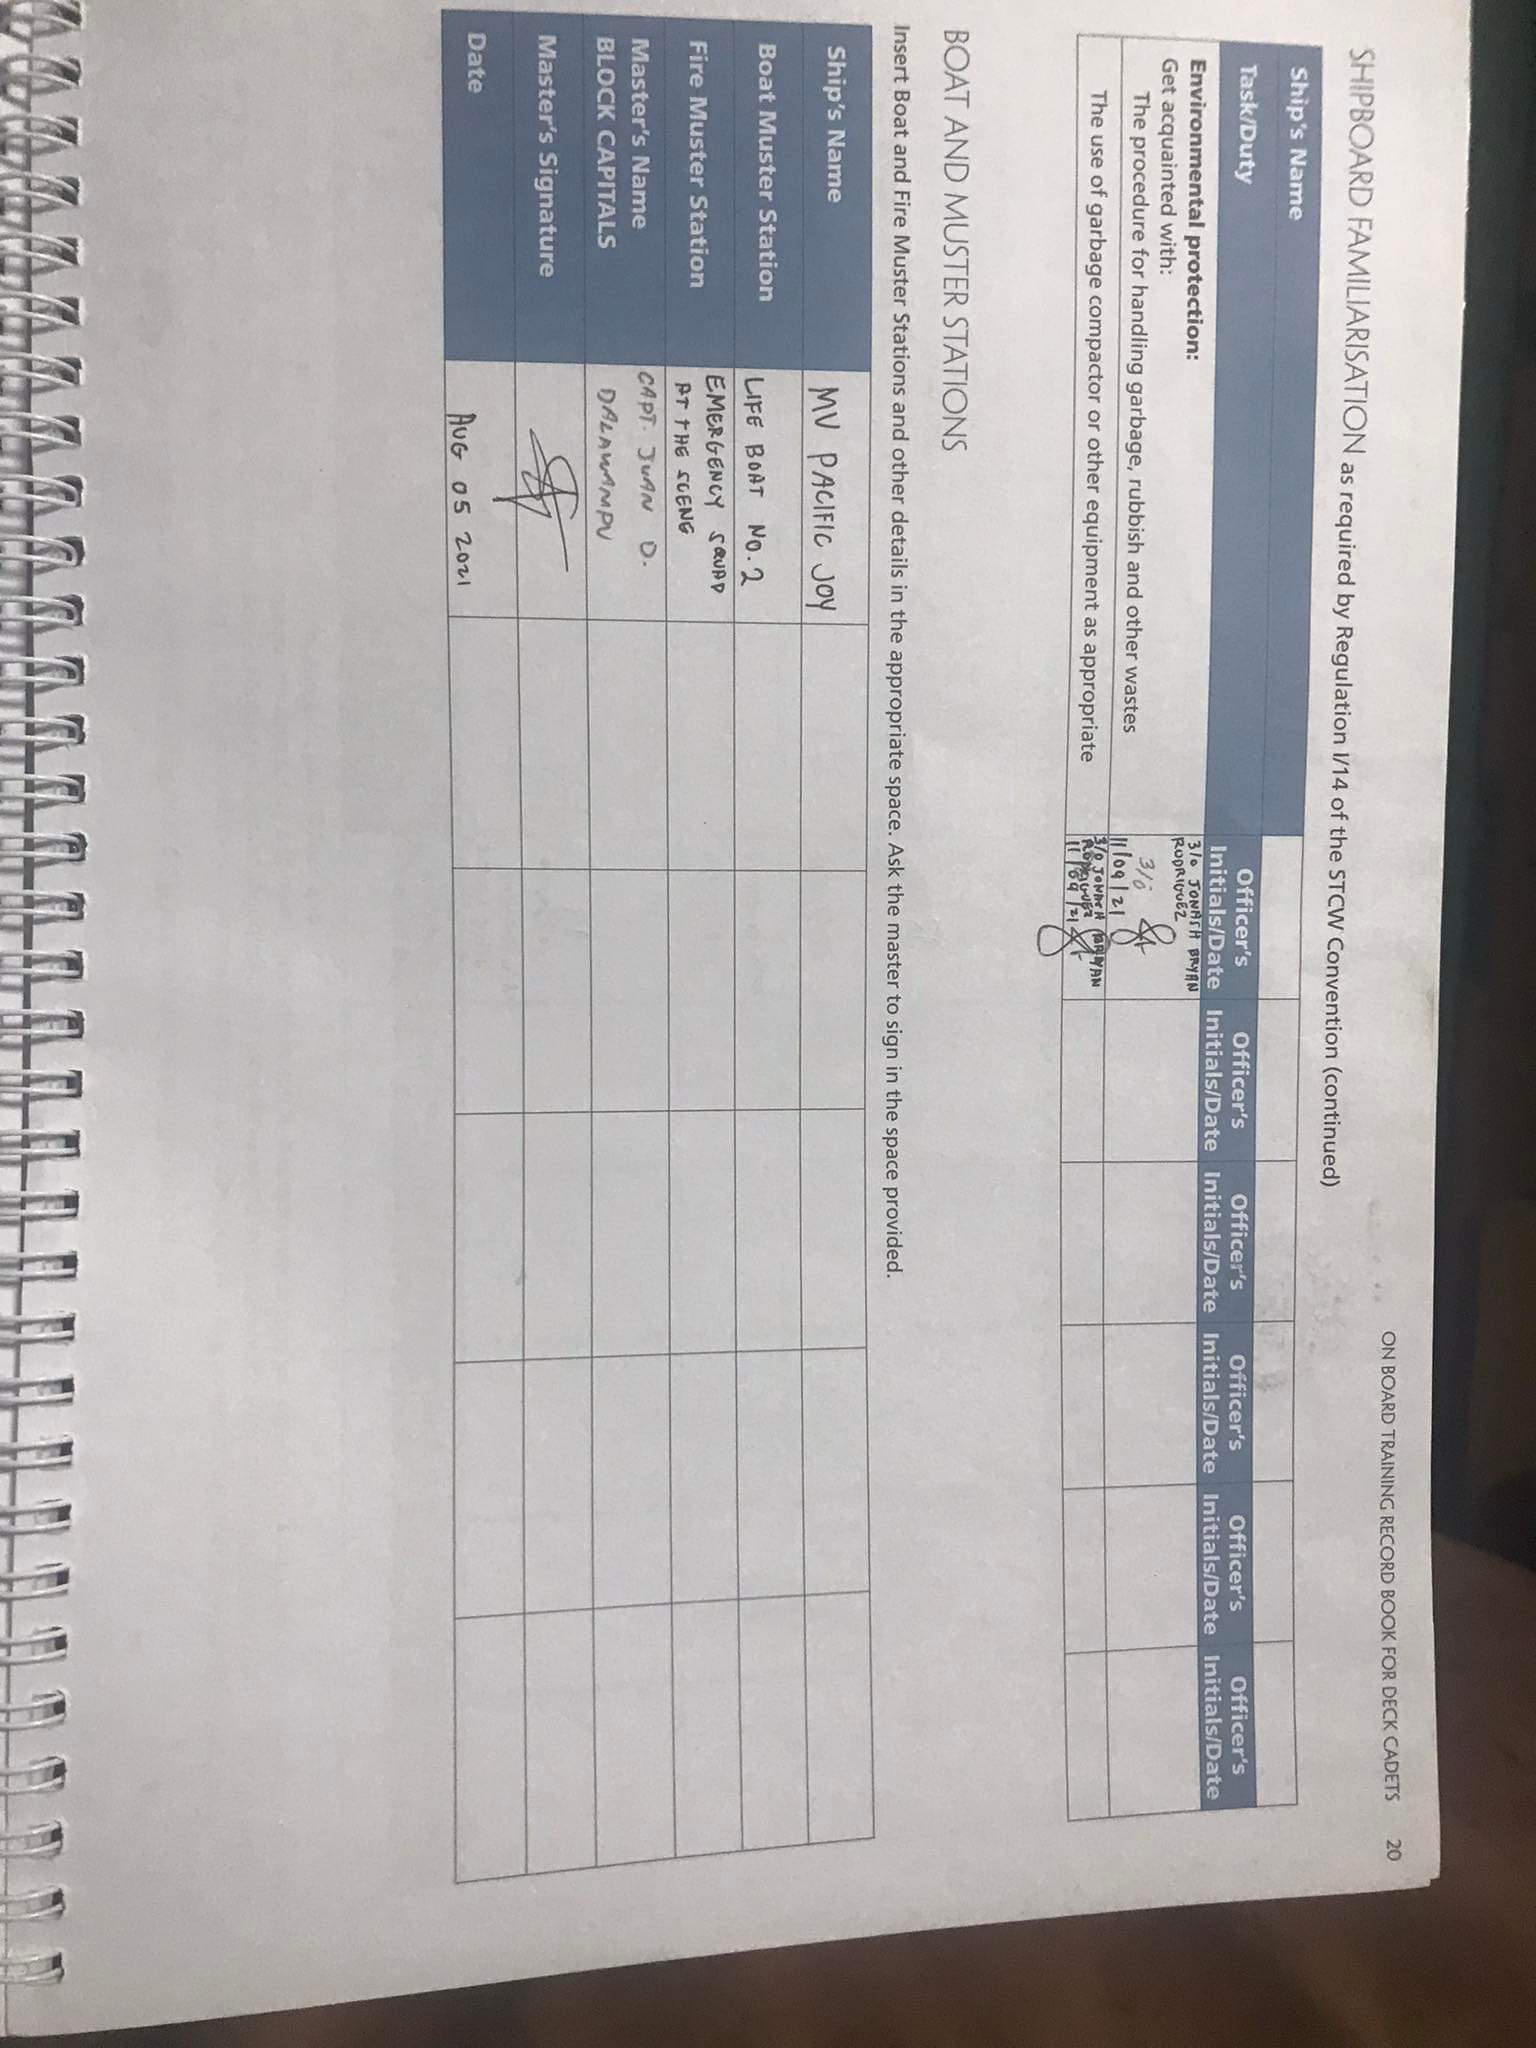 ON BOARD TRAINING RECORD BOOK FOR DECK CADETS 20
SHIPBOARD FAMILIARISATION as required by Regulation I/14 of the STCW Convention (continued)
Ship's Name
Task/Duty
Officer's Initials/Date
Officer's Initials/Date
Officer's Initials/Date
Officer's Initials/Date
Officer's Initials/Date
Officer's Initials/Date
Environmental protection:
Get acquainted with:
The procedure for handling garbage, rubbish and other wastes
3/O JONASH BRYAN
RODRIGUEZ
3/O
11/09/21
The use of garbage compactor or other equipment as appropriate
3/O JONASH BRYAN
RODRIGUEZ
11/09/21
BOAT AND MUSTER STATIONS
Insert Boat and Fire Muster Stations and other details in the appropriate space. Ask the master to sign in the space provided.
Ship's Name
MV PACIFIC JOY
Boat Muster Station
LIFE BOAT NO.2
Fire Muster Station
EMERGENCY SQUAD
AT THE SCENG
Master's Name
BLOCK CAPITALS
CAPT. JUAN D.
DALAWAMPU
Master's Signature
Date
AUG 05 2021